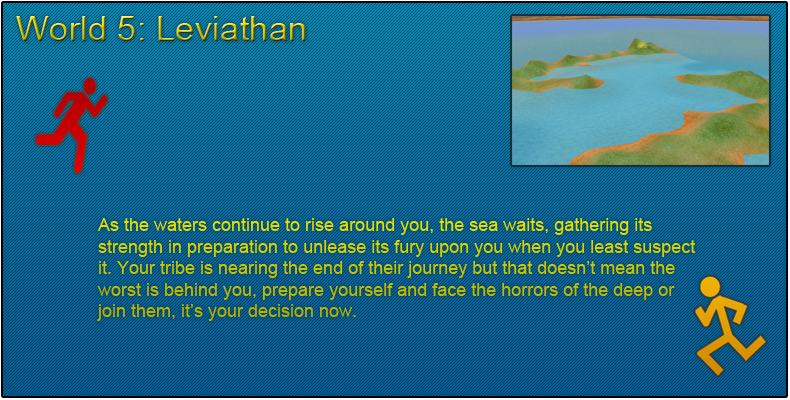 World 5: Leviathan
As the waters continue to rise around you, the sea waits, gathering its
strength in preparation to unlease its fury upon you when you least suspect
it. Your tribe is nearing the end of their journey but that doesn't mean the
worst is behind you, prepare yourself and face the horrors of the deep or
join them, it's your decision now.